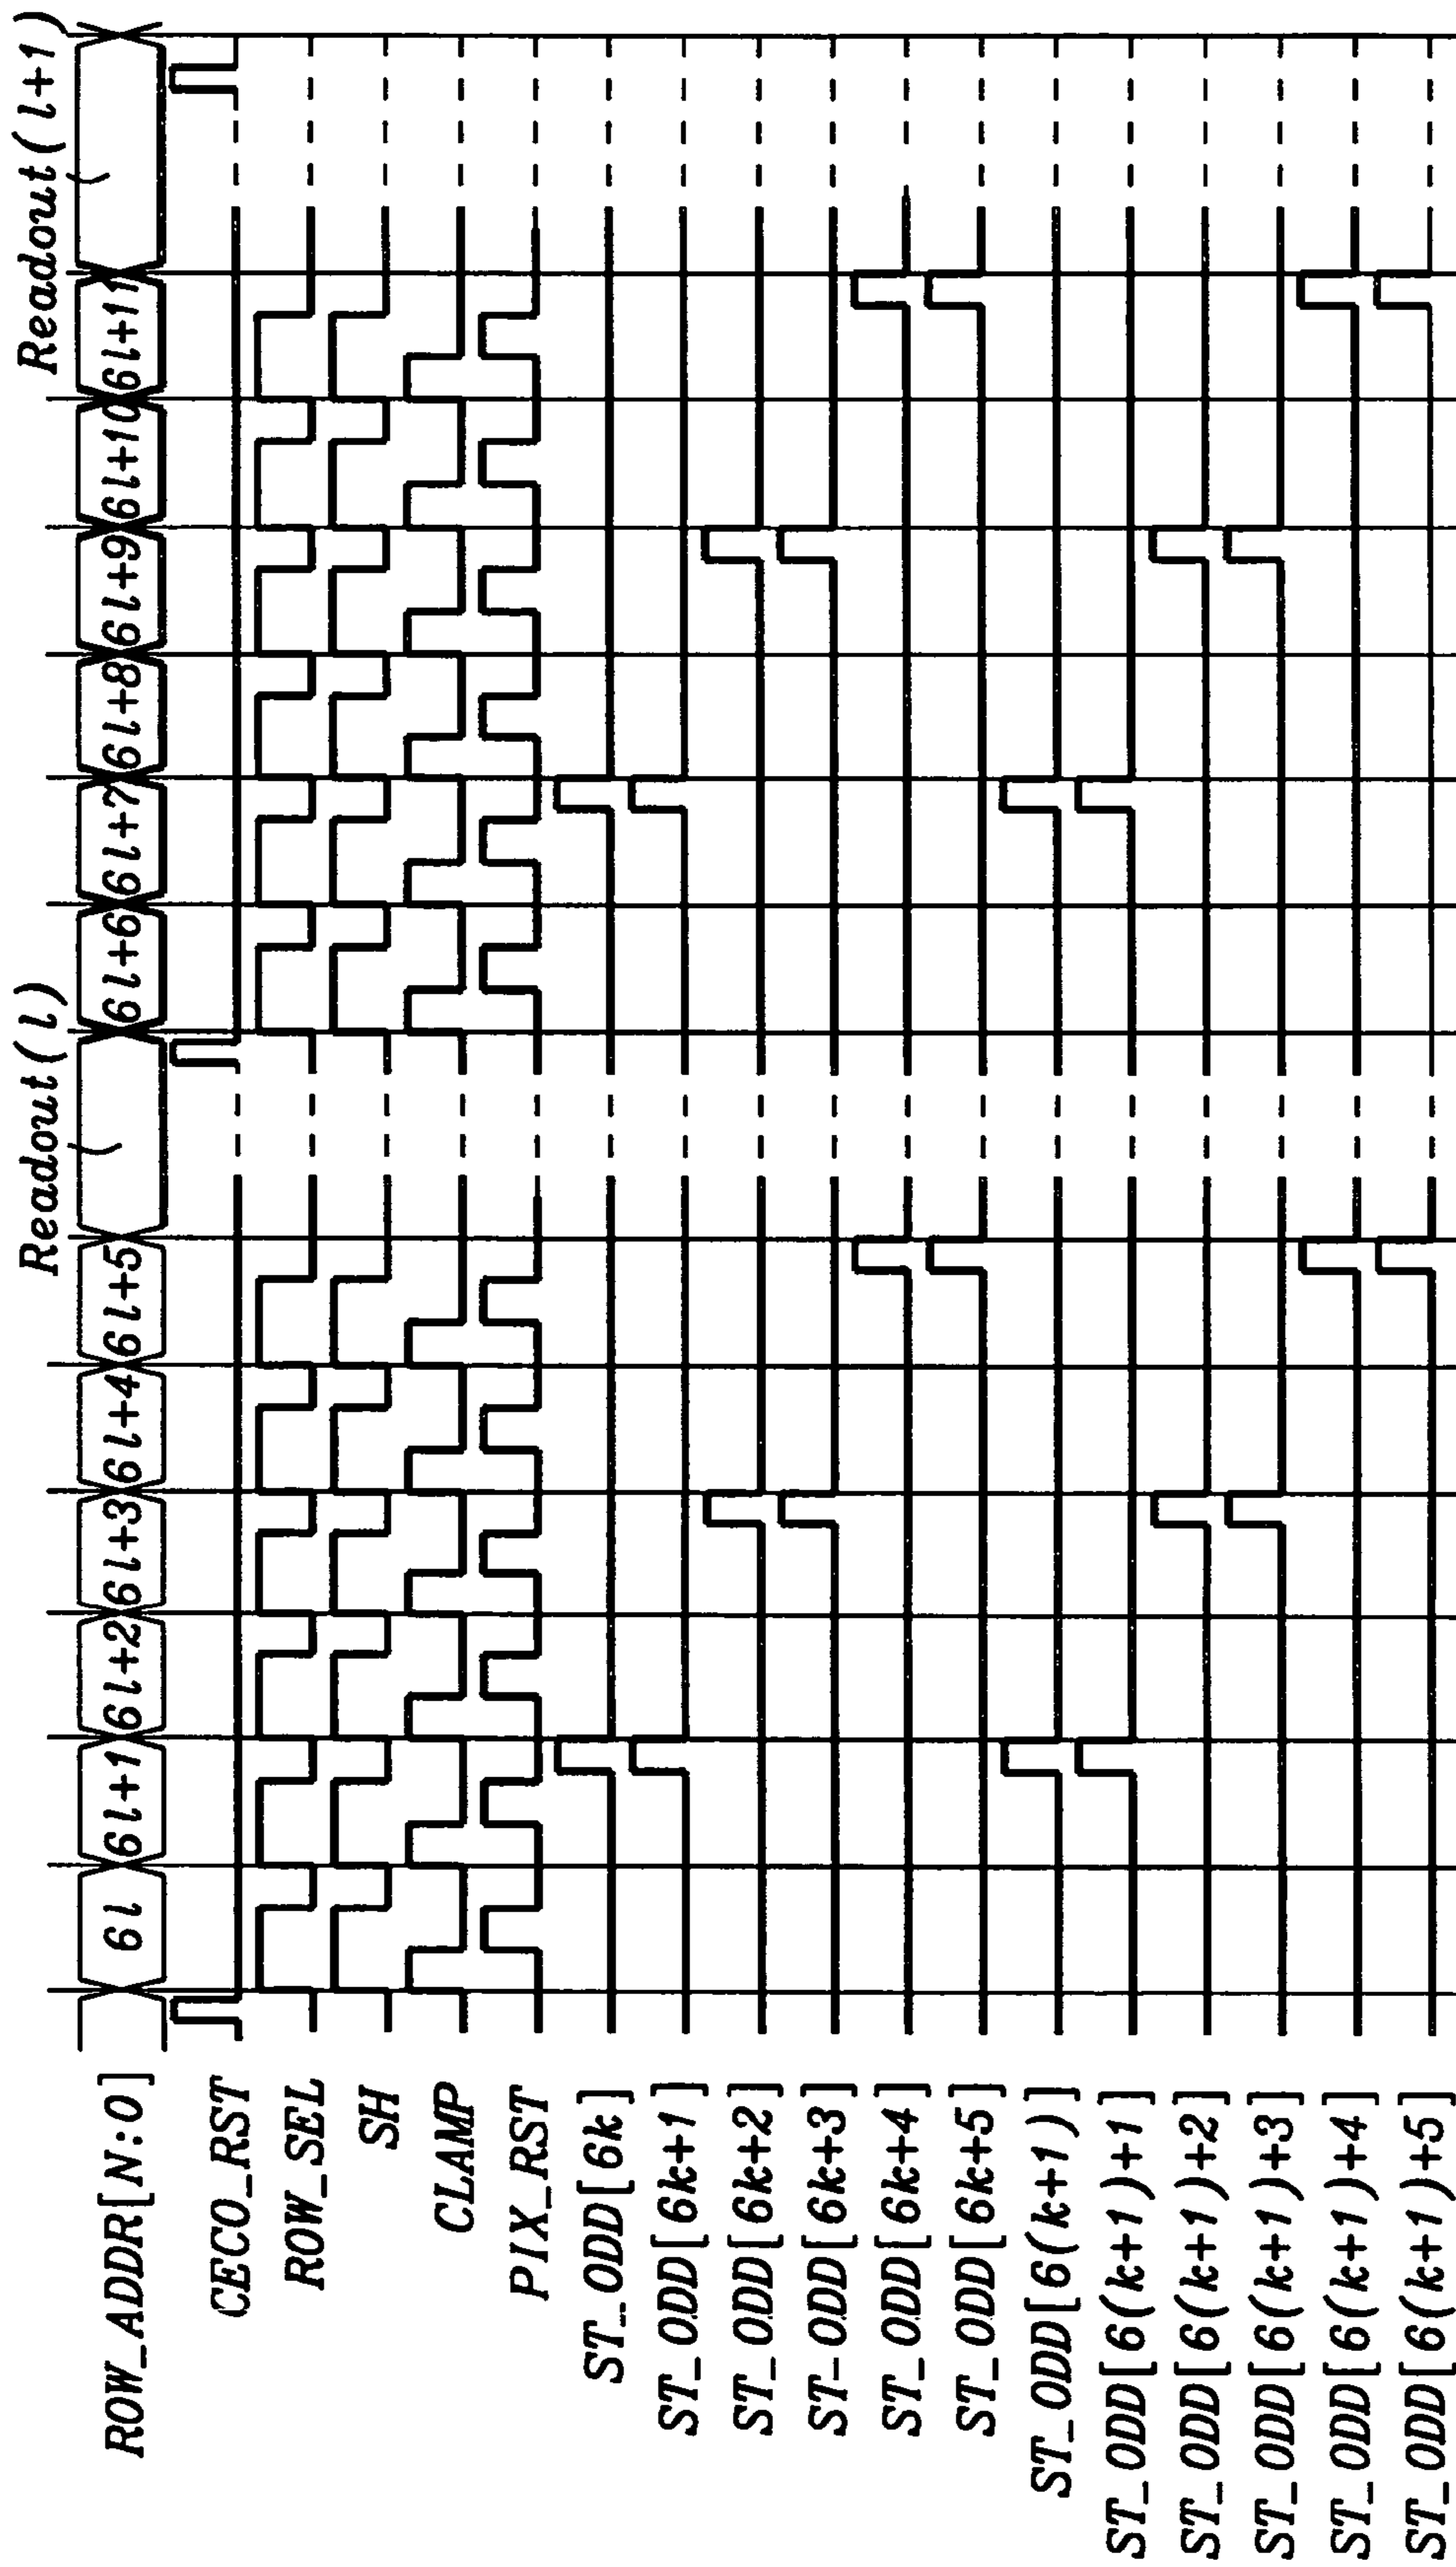 Readout(l)
Readout(l+1)
ROW_ADDR[N:0]
6l
6l+1
6l+2
6l+3
6l+4
6l+5
6l+6
6l+7
6l+8
6l+9
6l+10
6l+11
CECO_RST
ROW_SEL
SH
CLAMP
PIX_RST
ST_ODD[6k]
ST_ODD[6k+1]
ST_ODD[6k+2]
ST_ODD[6k+3]
ST_ODD[6k+4]
ST_ODD[6k+5]
ST_ODD[6(k+1)]
ST_ODD[6(k+1)+1]
ST_ODD[6(k+1)+2]
ST_ODD[6(k+1)+3]
ST_ODD[6(k+1)+4]
ST_ODD[6(k+1)+5]